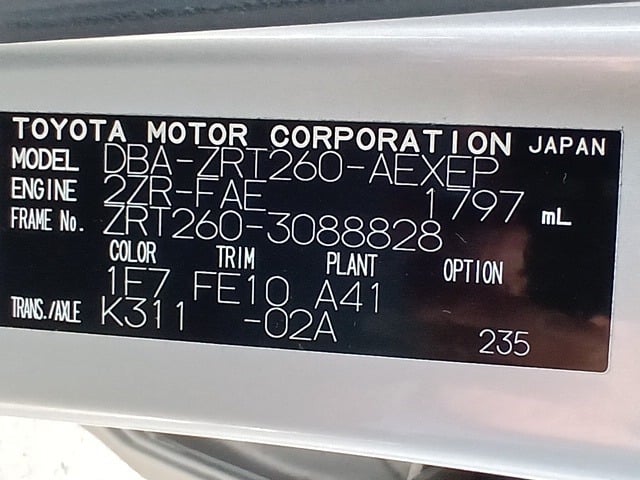 TOYOTA MOTOR CORPORATION JAPAN
MODEL DBA-ZRT260-AEXEP
ENGINE 2ZR-FAE 1797 mL
FRAME No. ZRT260-3088828
COLOR TRIM PLANT OPTION
1F7 FE10 A41
TRANS./AXLE K311 -02A 235